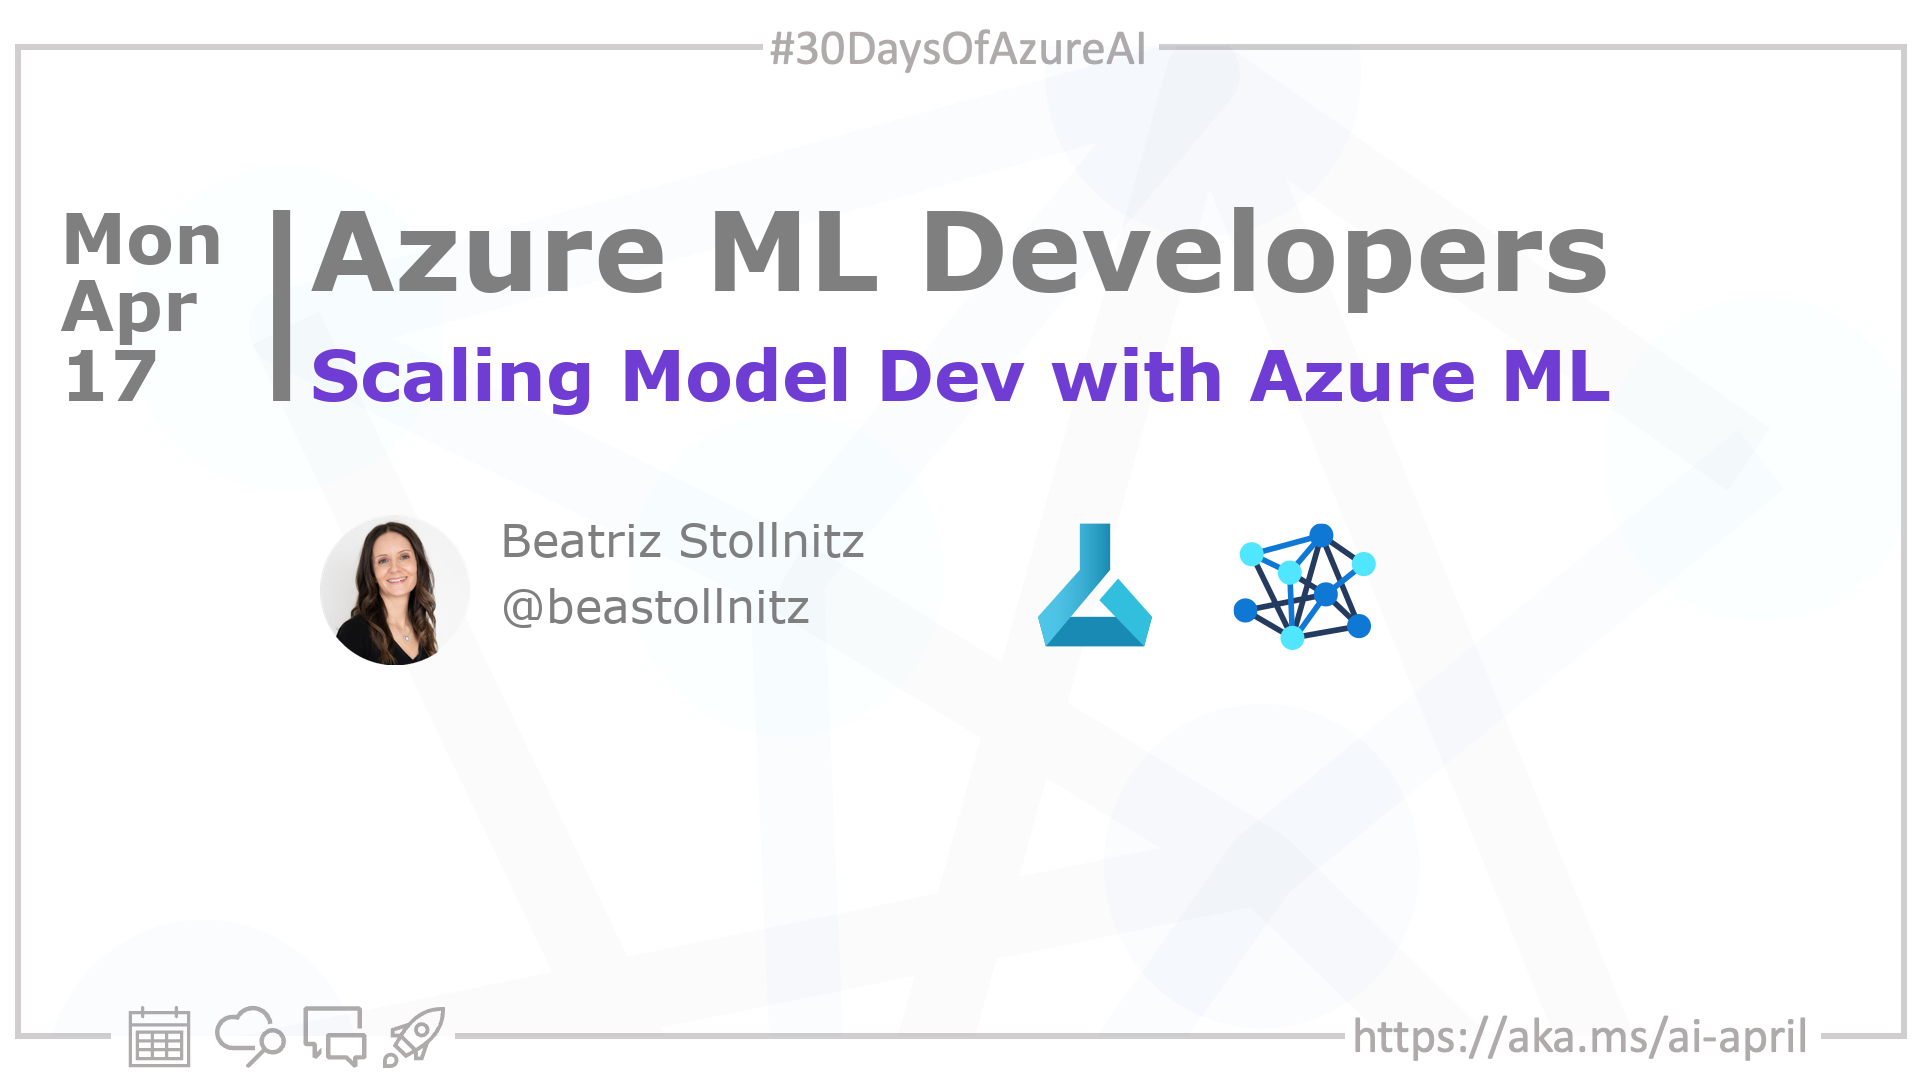 #30DaysOfAzureAI
Mon
Apr
17
Azure ML Developers
Scaling Model Dev with Azure ML
Beatriz Stollnitz
@beastollnitz
https://aka.ms/ai-april